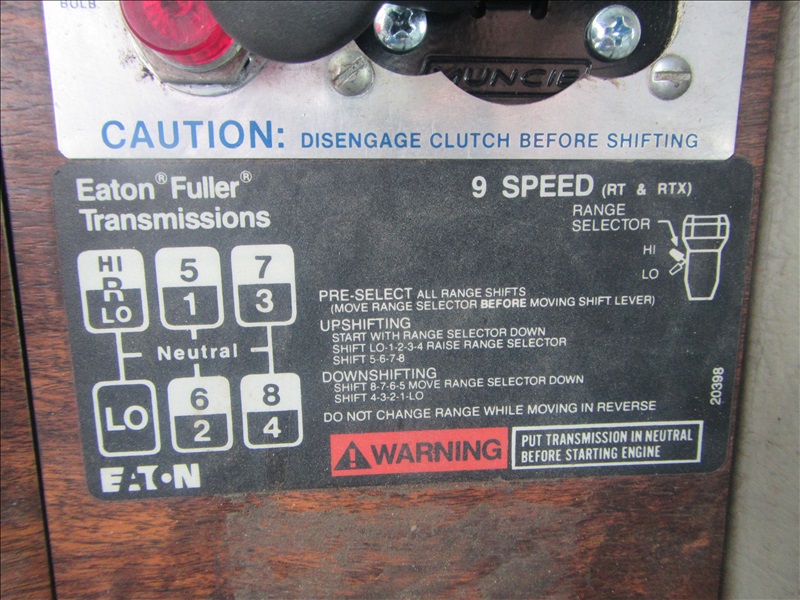 BULB
MUNCIE
CAUTION: DISENGAGE CLUTCH BEFORE SHIFTING
Eaton® Fuller®
Transmissions
9 SPEED (RT & RTX)
RANGE
SELECTOR
HI
LO
HI
R
LO
5
1
7
3
Neutral
LO
6
2
8
4
PRE-SELECT ALL RANGE SHIFTS
(MOVE RANGE SELECTOR BEFORE MOVING SHIFT LEVER)
UPSHIFTING
START WITH RANGE SELECTOR DOWN
SHIFT LO-1-2-3-4 RAISE RANGE SELECTOR
SHIFT 5-6-7-8
DOWNSHIFTING
SHIFT 8-7-6-5 MOVE RANGE SELECTOR DOWN
SHIFT 4-3-2-1-LO
DO NOT CHANGE RANGE WHILE MOVING IN REVERSE
20398
WARNING
PUT TRANSMISSION IN NEUTRAL
BEFORE STARTING ENGINE
EATON